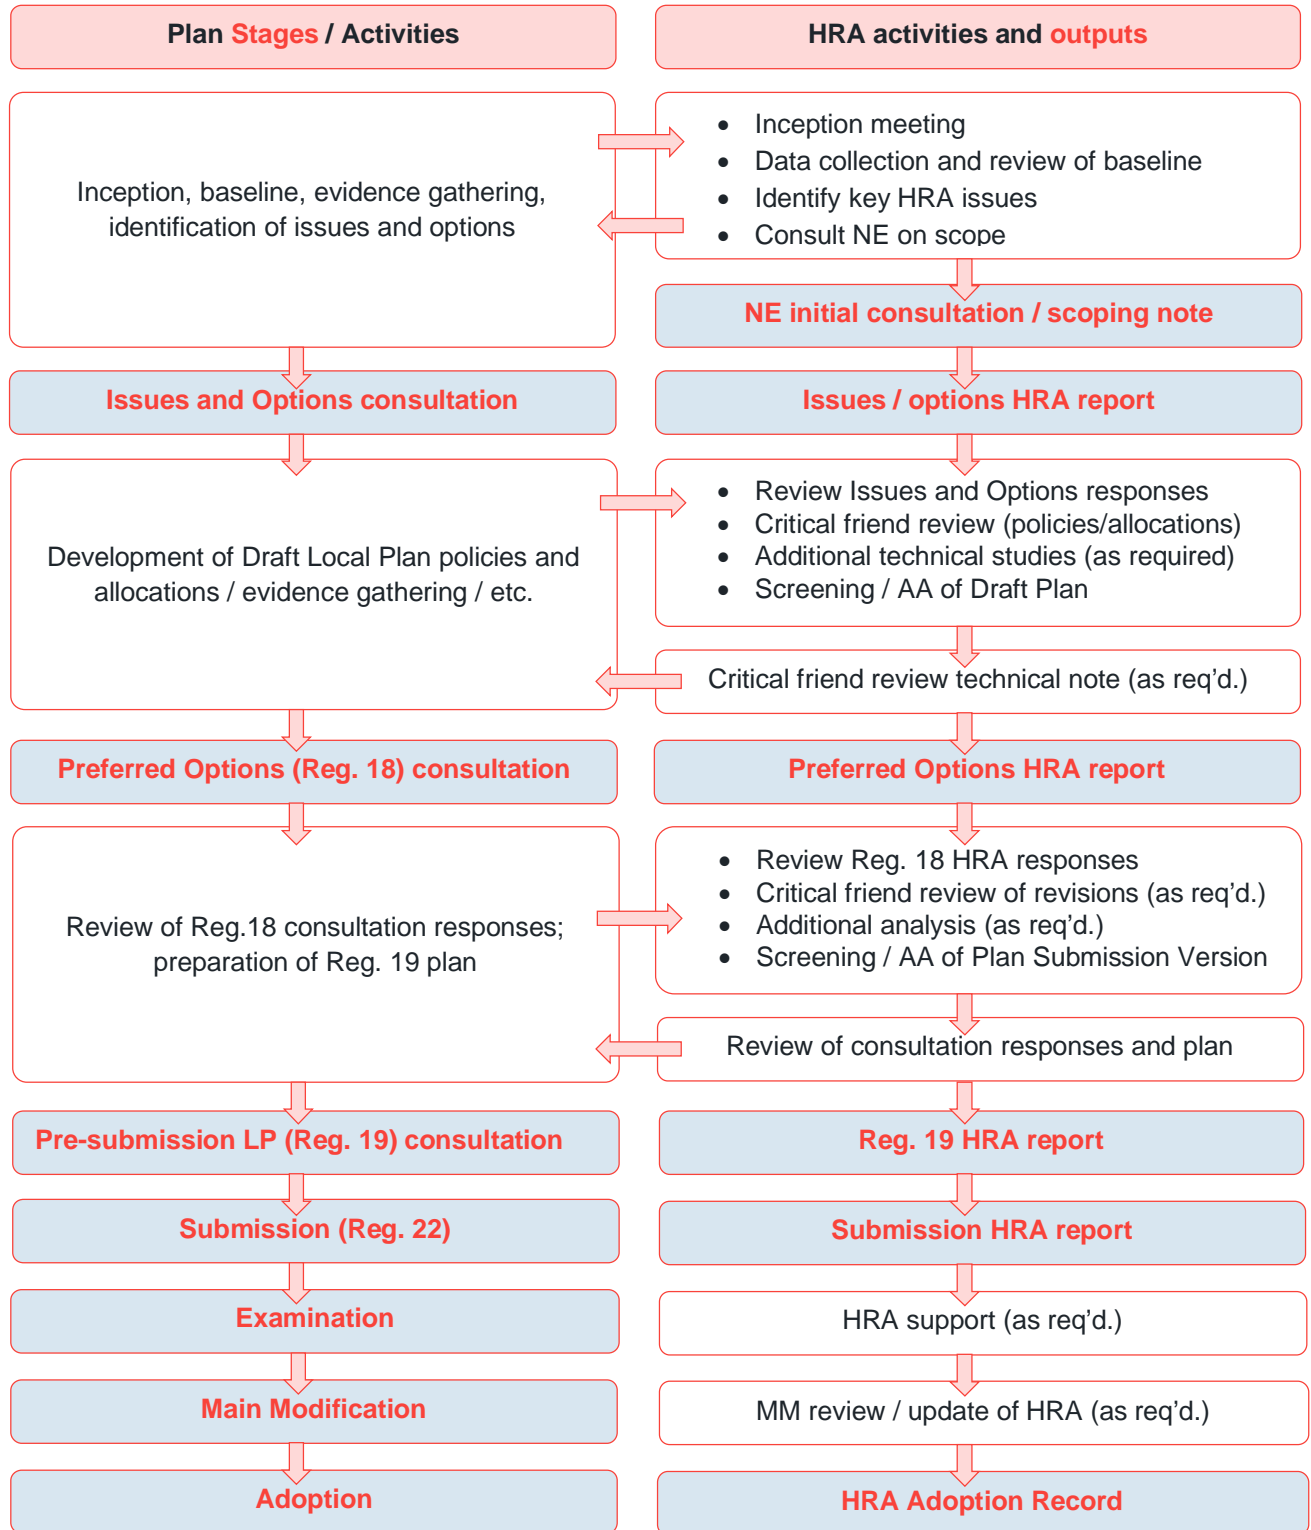 Plan Stages / Activities
HRA activities and outputs
Inception, baseline, evidence gathering,
identification of issues and options
• Inception meeting
• Data collection and review of baseline
• Identify key HRA issues
• Consult NE on scope
NE initial consultation / scoping note
Issues and Options consultation
Issues / options HRA report
Development of Draft Local Plan policies and
allocations / evidence gathering / etc.
• Review Issues and Options responses
• Critical friend review (policies/allocations)
• Additional technical studies (as required)
• Screening / AA of Draft Plan
Critical friend review technical note (as req’d.)
Preferred Options (Reg. 18) consultation
Preferred Options HRA report
Review of Reg.18 consultation responses;
preparation of Reg. 19 plan
• Review Reg. 18 HRA responses
• Critical friend review of revisions (as req’d.)
• Additional analysis (as req’d.)
• Screening / AA of Plan Submission Version
Review of consultation responses and plan
Pre-submission LP (Reg. 19) consultation
Reg. 19 HRA report
Submission (Reg. 22)
Submission HRA report
Examination
HRA support (as req’d.)
Main Modification
MM review / update of HRA (as req’d.)
Adoption
HRA Adoption Record